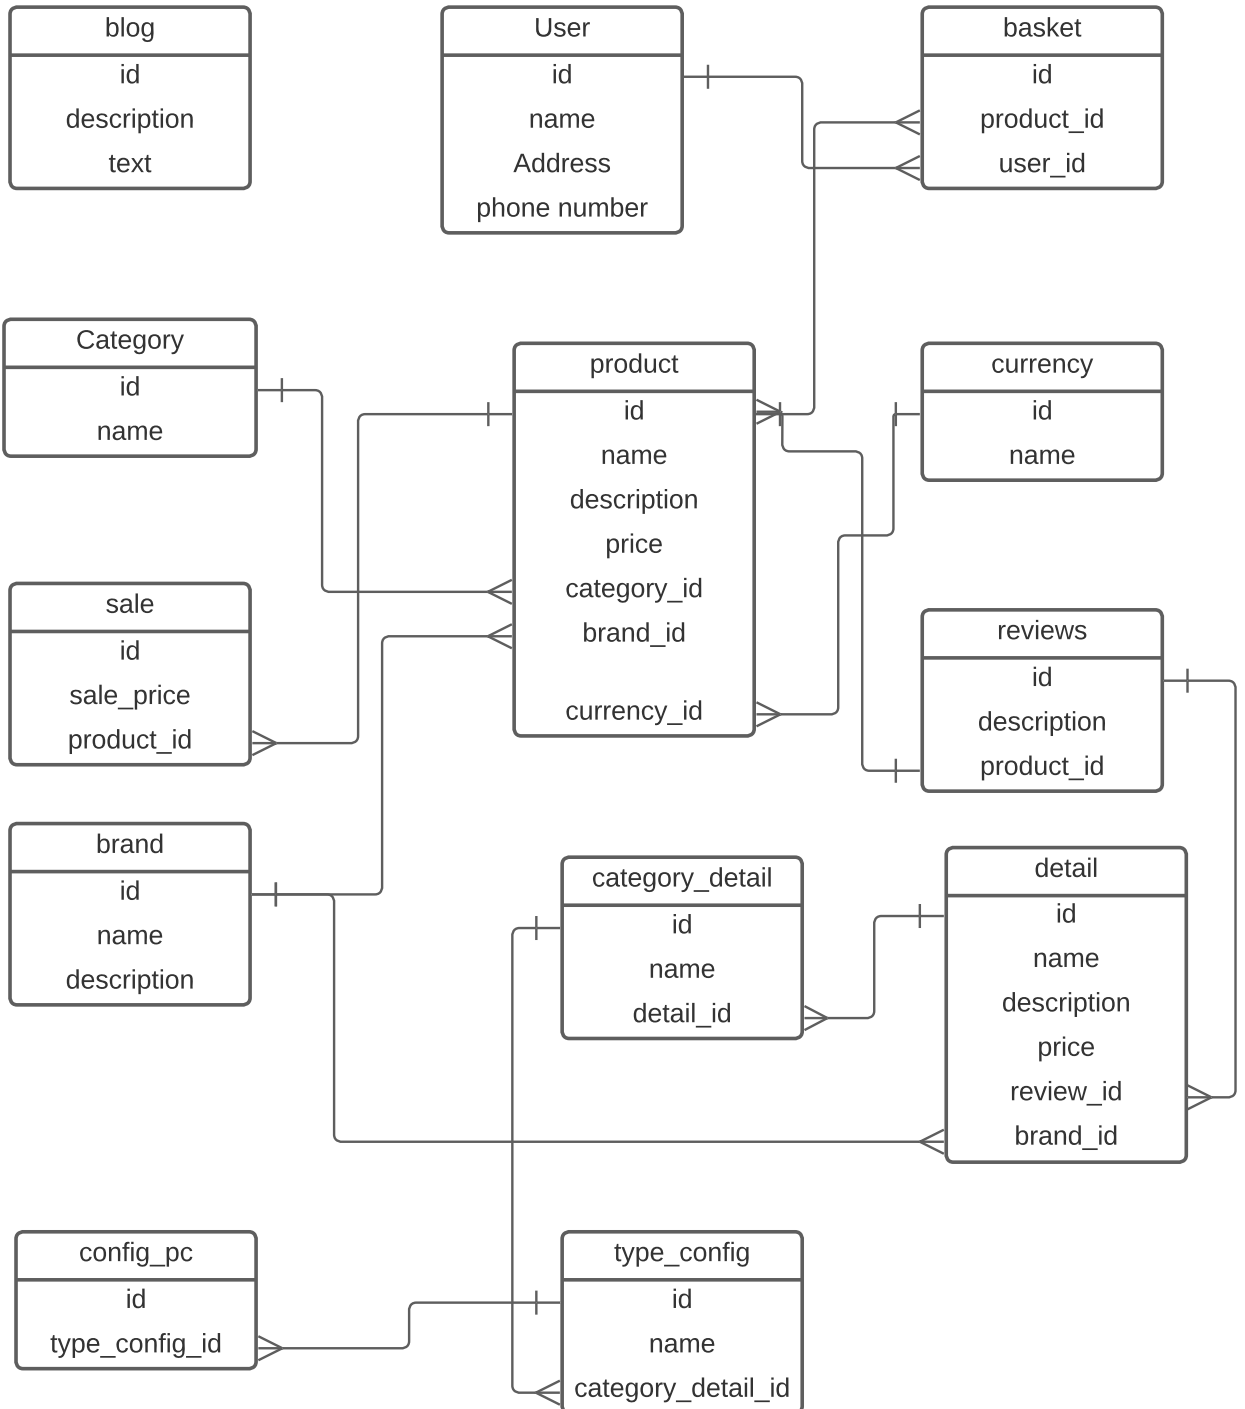 blog
id
description
text
User
id
name
Address
phone number
basket
id
product_id
user_id
Category
id
name
product
id
name
description
price
category_id
brand_id
currency_id
currency
id
name
sale
id
sale_price
product_id
reviews
id
description
product_id
brand
id
name
description
category_detail
id
name
detail_id
detail
id
name
description
price
review_id
brand_id
config_pc
id
type_config_id
type_config
id
name
category_detail_id